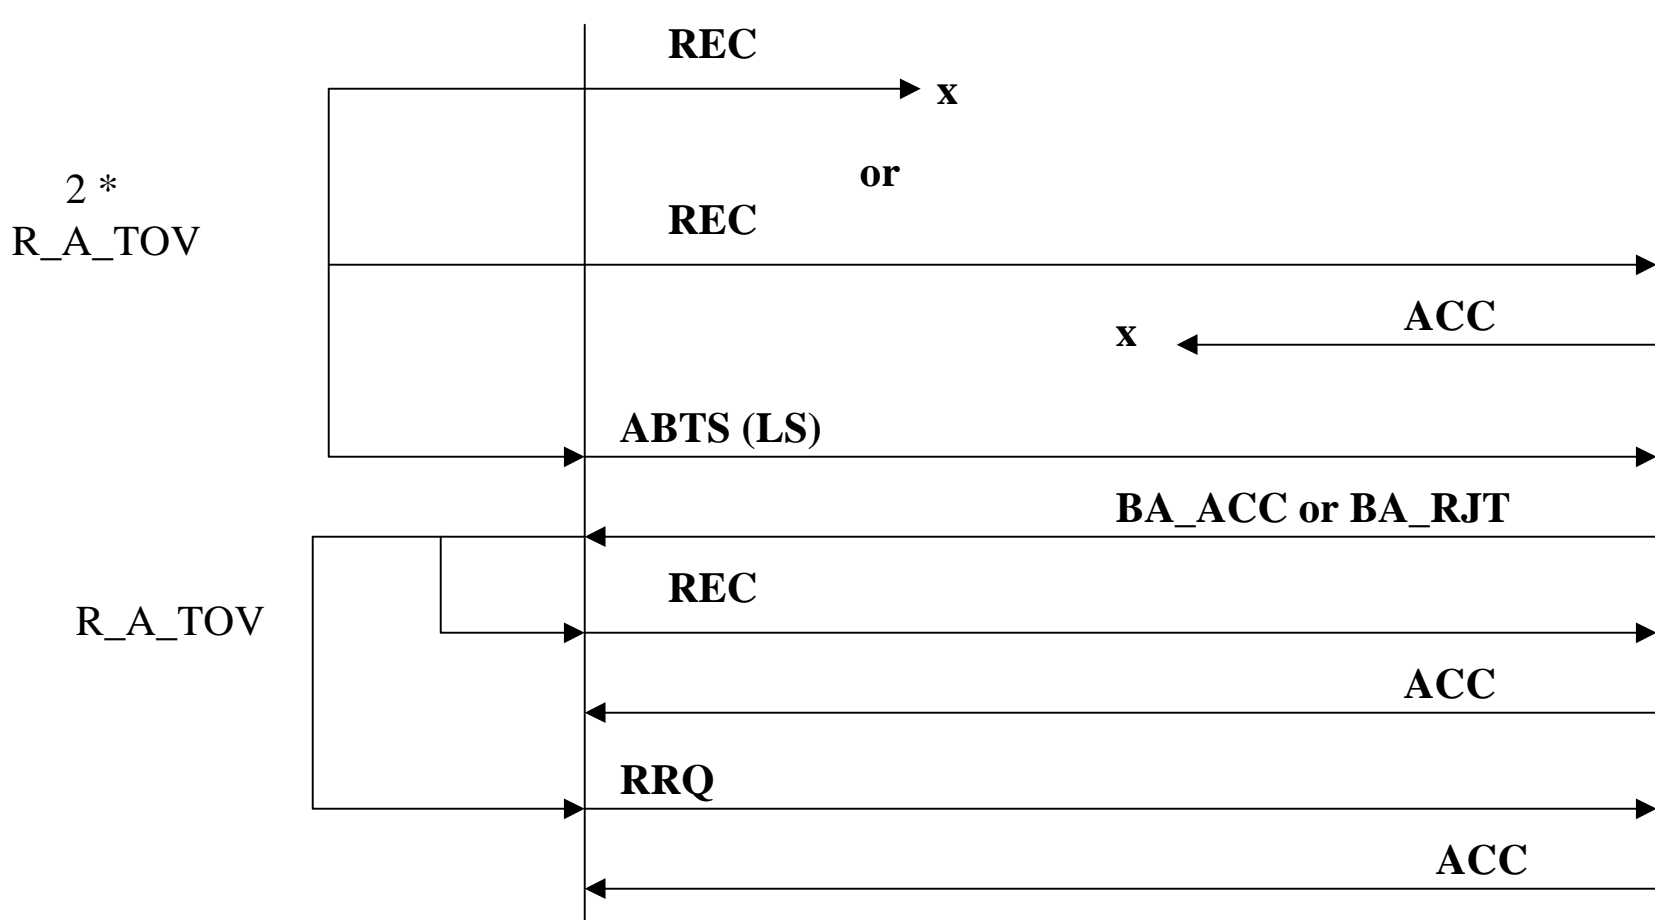 REC
x
or
2 *
R_A_TOV
REC
ACC
x
ABTS (LS)
BA_ACC or BA_RJT
REC
R_A_TOV
ACC
RRQ
ACC